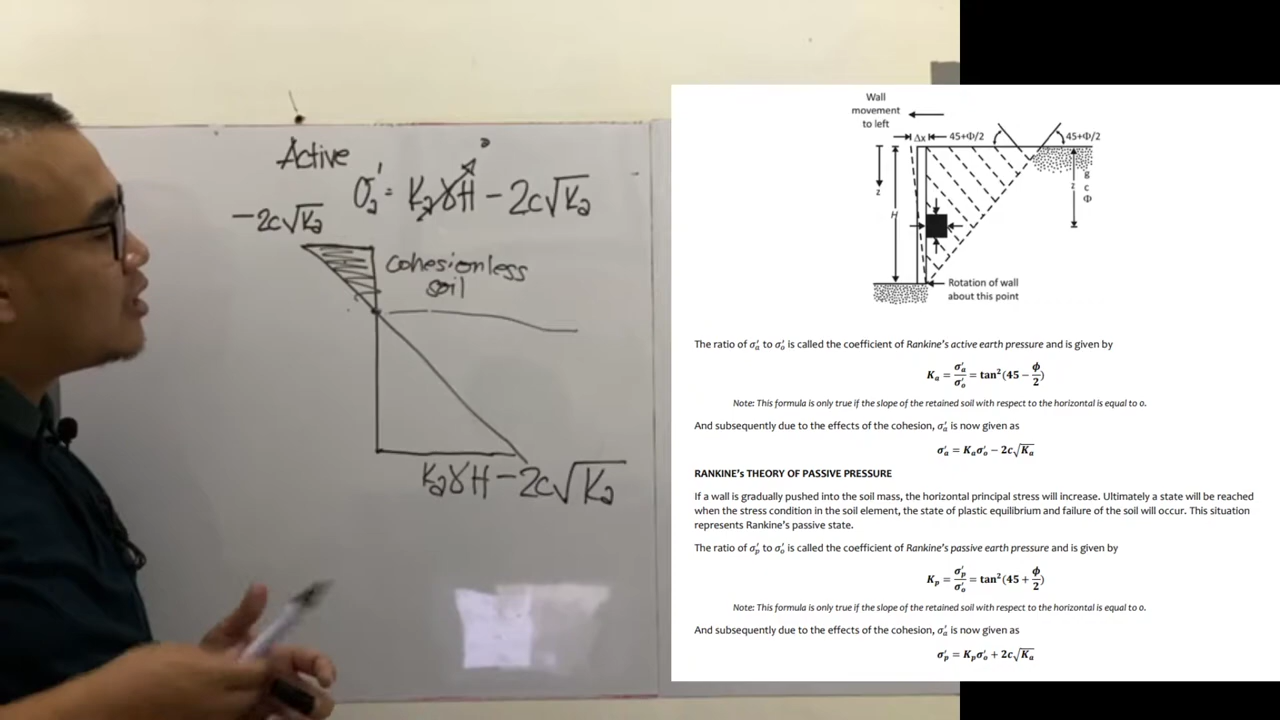 Active
σₐ' = KₐγH - 2c√Kₐ
0
-2c√Kₐ
cohesionless
soil
KₐγH - 2c√Kₐ
Wall
movement
to left
Δx
45+Φ/2
45+Φ/2
z
H
z
g
c
Φ
Rotation of wall
about this point
The ratio of σ′ₐ to σ′ₒ is called the coefficient of Rankine's active earth pressure and is given by
Kₐ = σ′ₐ/σ′ₒ = tan²(45 − ϕ/2)
Note: This formula is only true if the slope of the retained soil with respect to the horizontal is equal to 0.
And subsequently due to the effects of the cohesion, σ′ₐ is now given as
σ′ₐ = Kₐσ′ₒ − 2c√Kₐ
RANKINE's THEORY OF PASSIVE PRESSURE
If a wall is gradually pushed into the soil mass, the horizontal principal stress will increase. Ultimately a state will be reached
when the stress condition in the soil element, the state of plastic equilibrium and failure of the soil will occur. This situation
represents Rankine's passive state.
The ratio of σ′ₚ to σ′ₒ is called the coefficient of Rankine's passive earth pressure and is given by
Kₚ = σ′ₚ/σ′ₒ = tan²(45 + ϕ/2)
Note: This formula is only true if the slope of the retained soil with respect to the horizontal is equal to 0.
And subsequently due to the effects of the cohesion, σ′ₐ is now given as
σ′ₚ = Kₚσ′ₒ + 2c√Kₐ